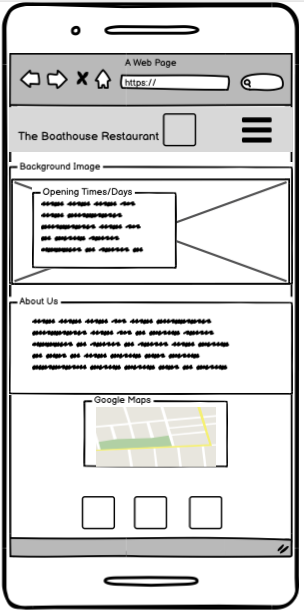 A Web Page
https://
The Boathouse Restaurant
Background Image
Opening Times/Days
About Us
Google Maps